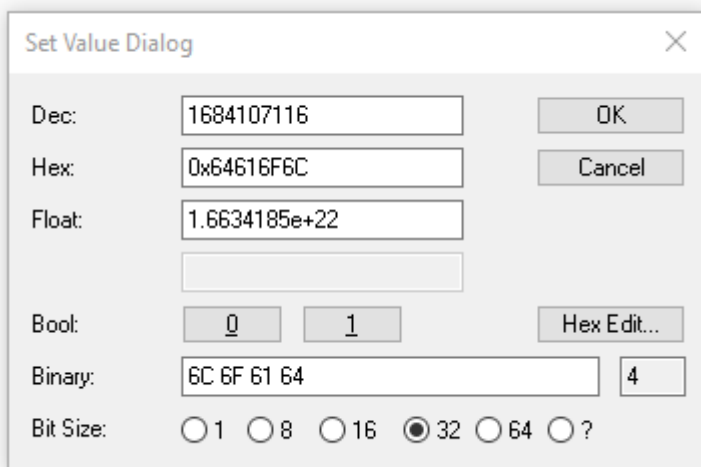 Set Value Dialog
Dec: 1684107116 OK
Hex: 0x64616F6C Cancel
Float: 1.6634185e+22
Bool: 0 1 Hex Edit...
Binary: 6C 6F 61 64 4
Bit Size: 1 8 16 32 64 ?